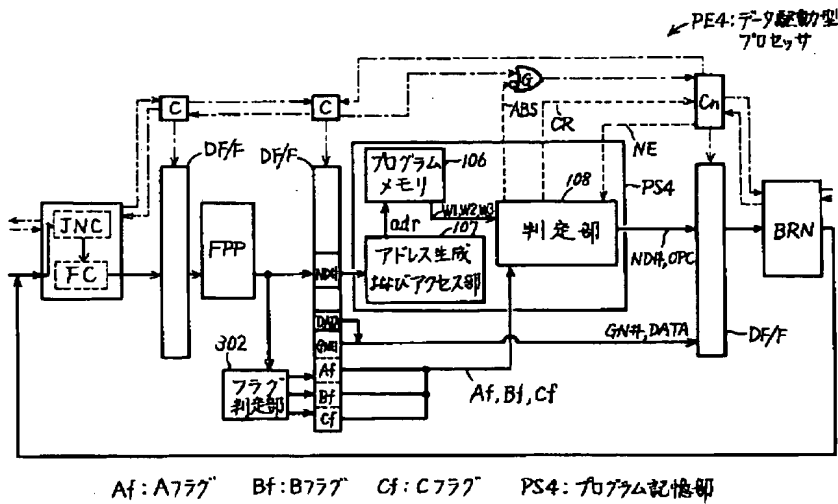 PE4:データ駆動型
プロセッサ
C
C
G
Cn
ABS
CR
NE
DF/F
DF/F
プログラム
メモリ
106
W1,W2,W3
108
PS4
JNC
FC
FPP
adr
107
判定部
BRN
ND#
アドレス生成
およびアクセス部
ND#,OPC
DATA
GN#
GN#,DATA
DF/F
302
フラグ
判定部
Af
Bf
Cf
Af,Bf,Cf
Af:Aフラグ Bf:Bフラグ Cf:Cフラグ PS4:プログラム記憶部